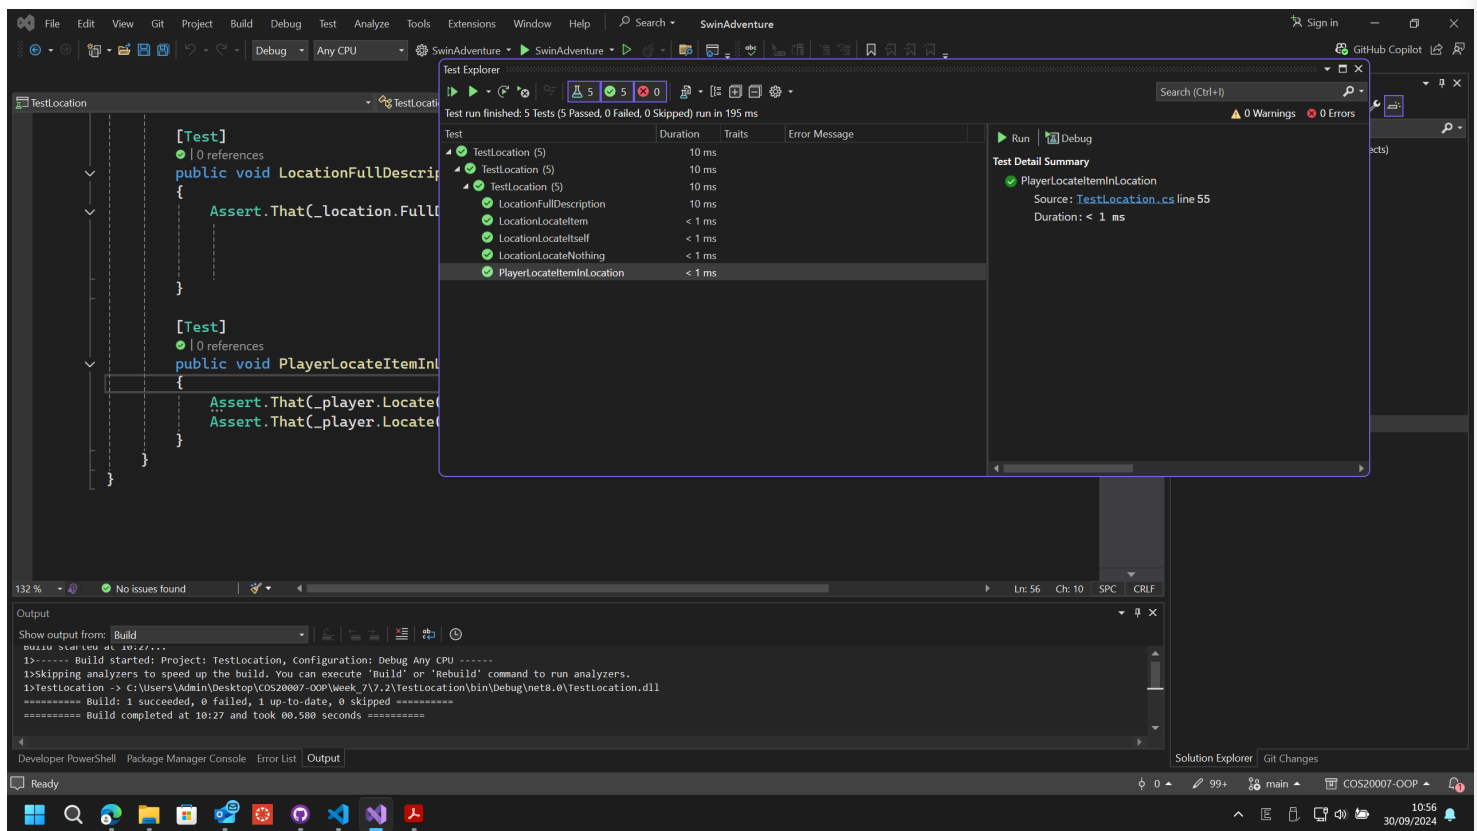 File Edit View Git Project Build Debug Test Analyze Tools Extensions Window Help Search SwinAdventure Sign in
Debug Any CPU SwinAdventure SwinAdventure GitHub Copilot
Test Explorer
5 5 0 Search (Ctrl+I)
Test run finished: 5 Tests (5 Passed, 0 Failed, 0 Skipped) run in 195 ms 0 Warnings 0 Errors
Test Duration Traits Error Message
TestLocation (5) 10 ms
TestLocation (5) 10 ms
TestLocation (5) 10 ms
LocationFullDescription 10 ms
LocationLocateItem < 1 ms
LocationLocateItself < 1 ms
LocationLocateNothing < 1 ms
PlayerLocateItemInLocation < 1 ms
Run Debug
Test Detail Summary
PlayerLocateItemInLocation
Source: TestLocation.cs line 55
Duration: < 1 ms
ects)
TestLocation TestLocati
[Test]
0 references
public void LocationFullDescrip
{
Assert.That(_location.FullD
}
[Test]
0 references
public void PlayerLocateItemInL
{
Assert.That(_player.Locate(
Assert.That(_player.Locate(
}
}
}
132 % No issues found Ln: 56 Ch: 10 SPC CRLF
Output
Show output from: Build
Build started at 10:27...
1>------ Build started: Project: TestLocation, Configuration: Debug Any CPU ------
1>Skipping analyzers to speed up the build. You can execute 'Build' or 'Rebuild' command to run analyzers.
1>TestLocation -> C:\Users\Admin\Desktop\COS20007-OOP\Week_7\7.2\TestLocation\bin\Debug\net8.0\TestLocation.dll
========== Build: 1 succeeded, 0 failed, 1 up-to-date, 0 skipped ==========
========== Build completed at 10:27 and took 00.580 seconds ==========
Developer PowerShell Package Manager Console Error List Output
Solution Explorer Git Changes
Ready 0 99+ main COS20007-OOP 1
10:56
30/09/2024